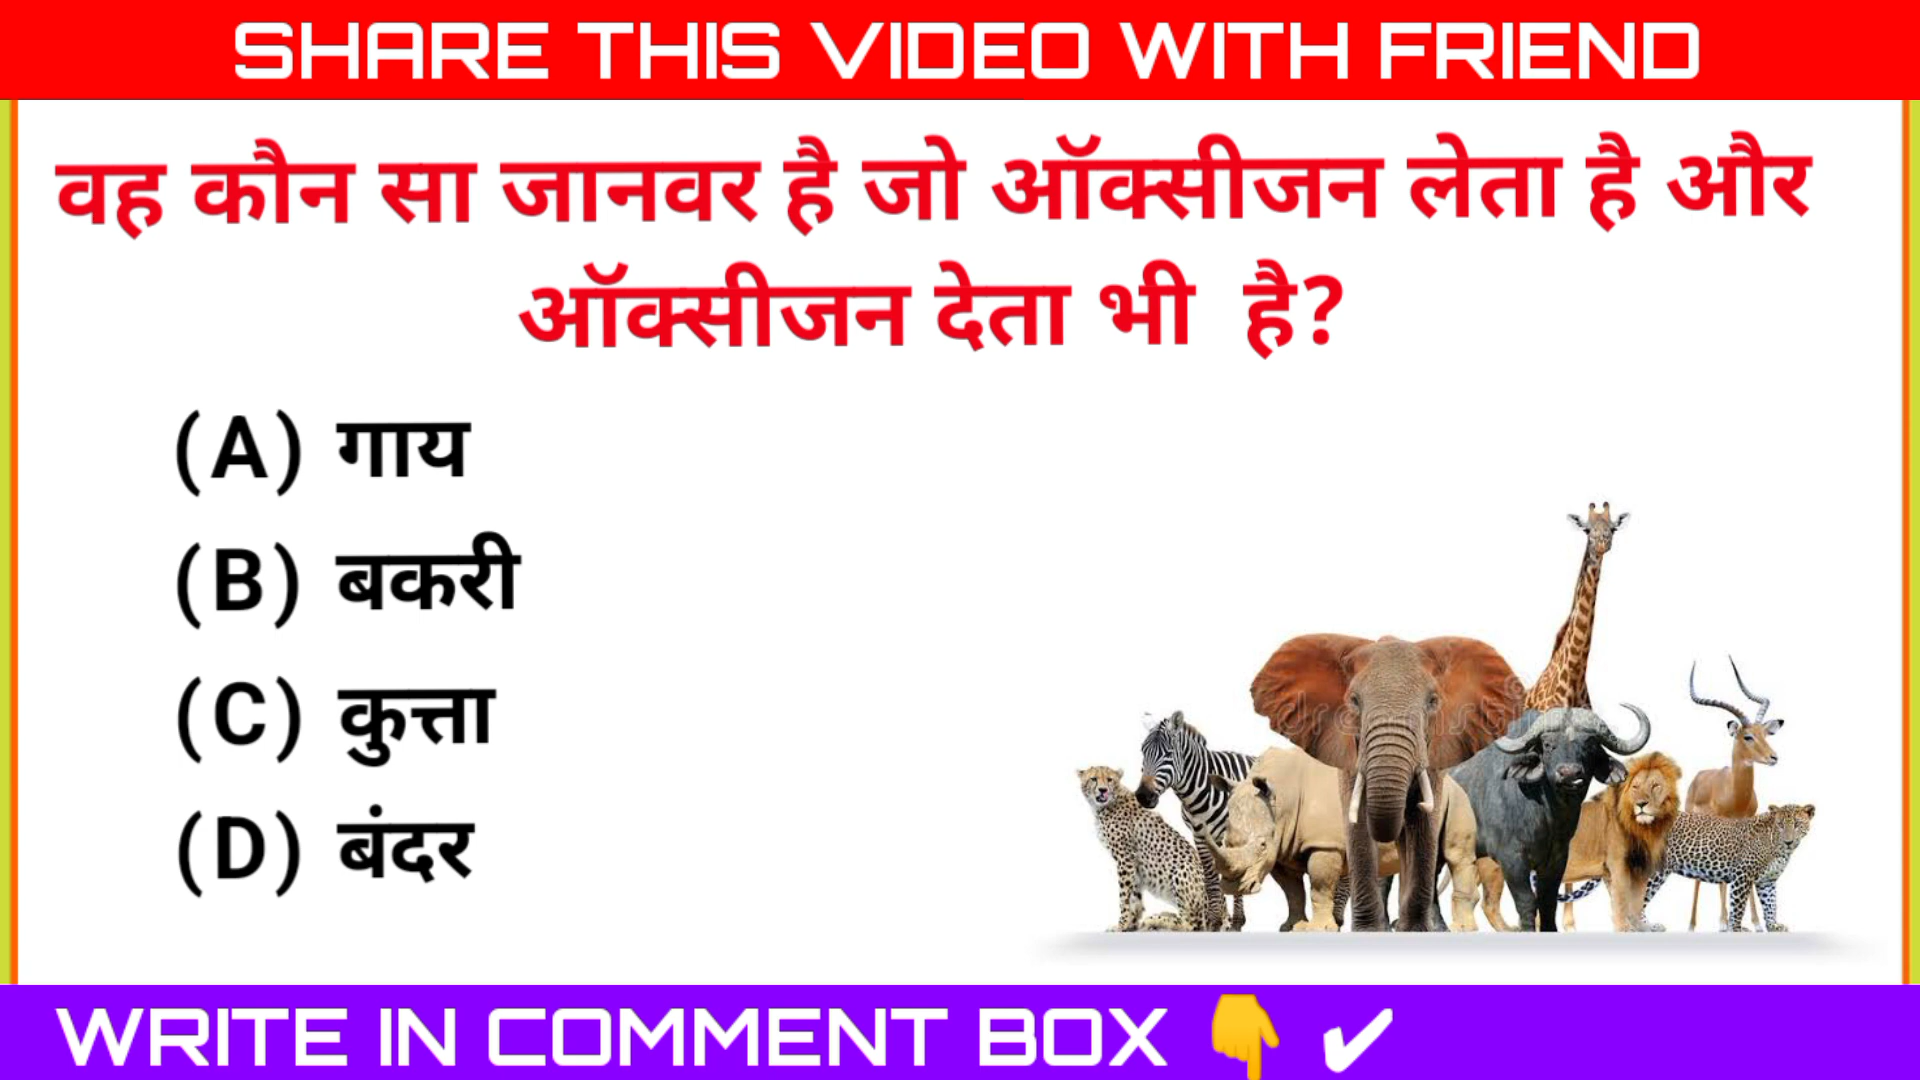 SHARE THIS VIDEO WITH FRIEND
वह कौन सा जानवर है जो ऑक्सीजन लेता है और
ऑक्सीजन देता भी है?
(A) गाय
(B) बकरी
(C) कुत्ता
(D) बंदर
WRITE IN COMMENT BOX 👇 ✔